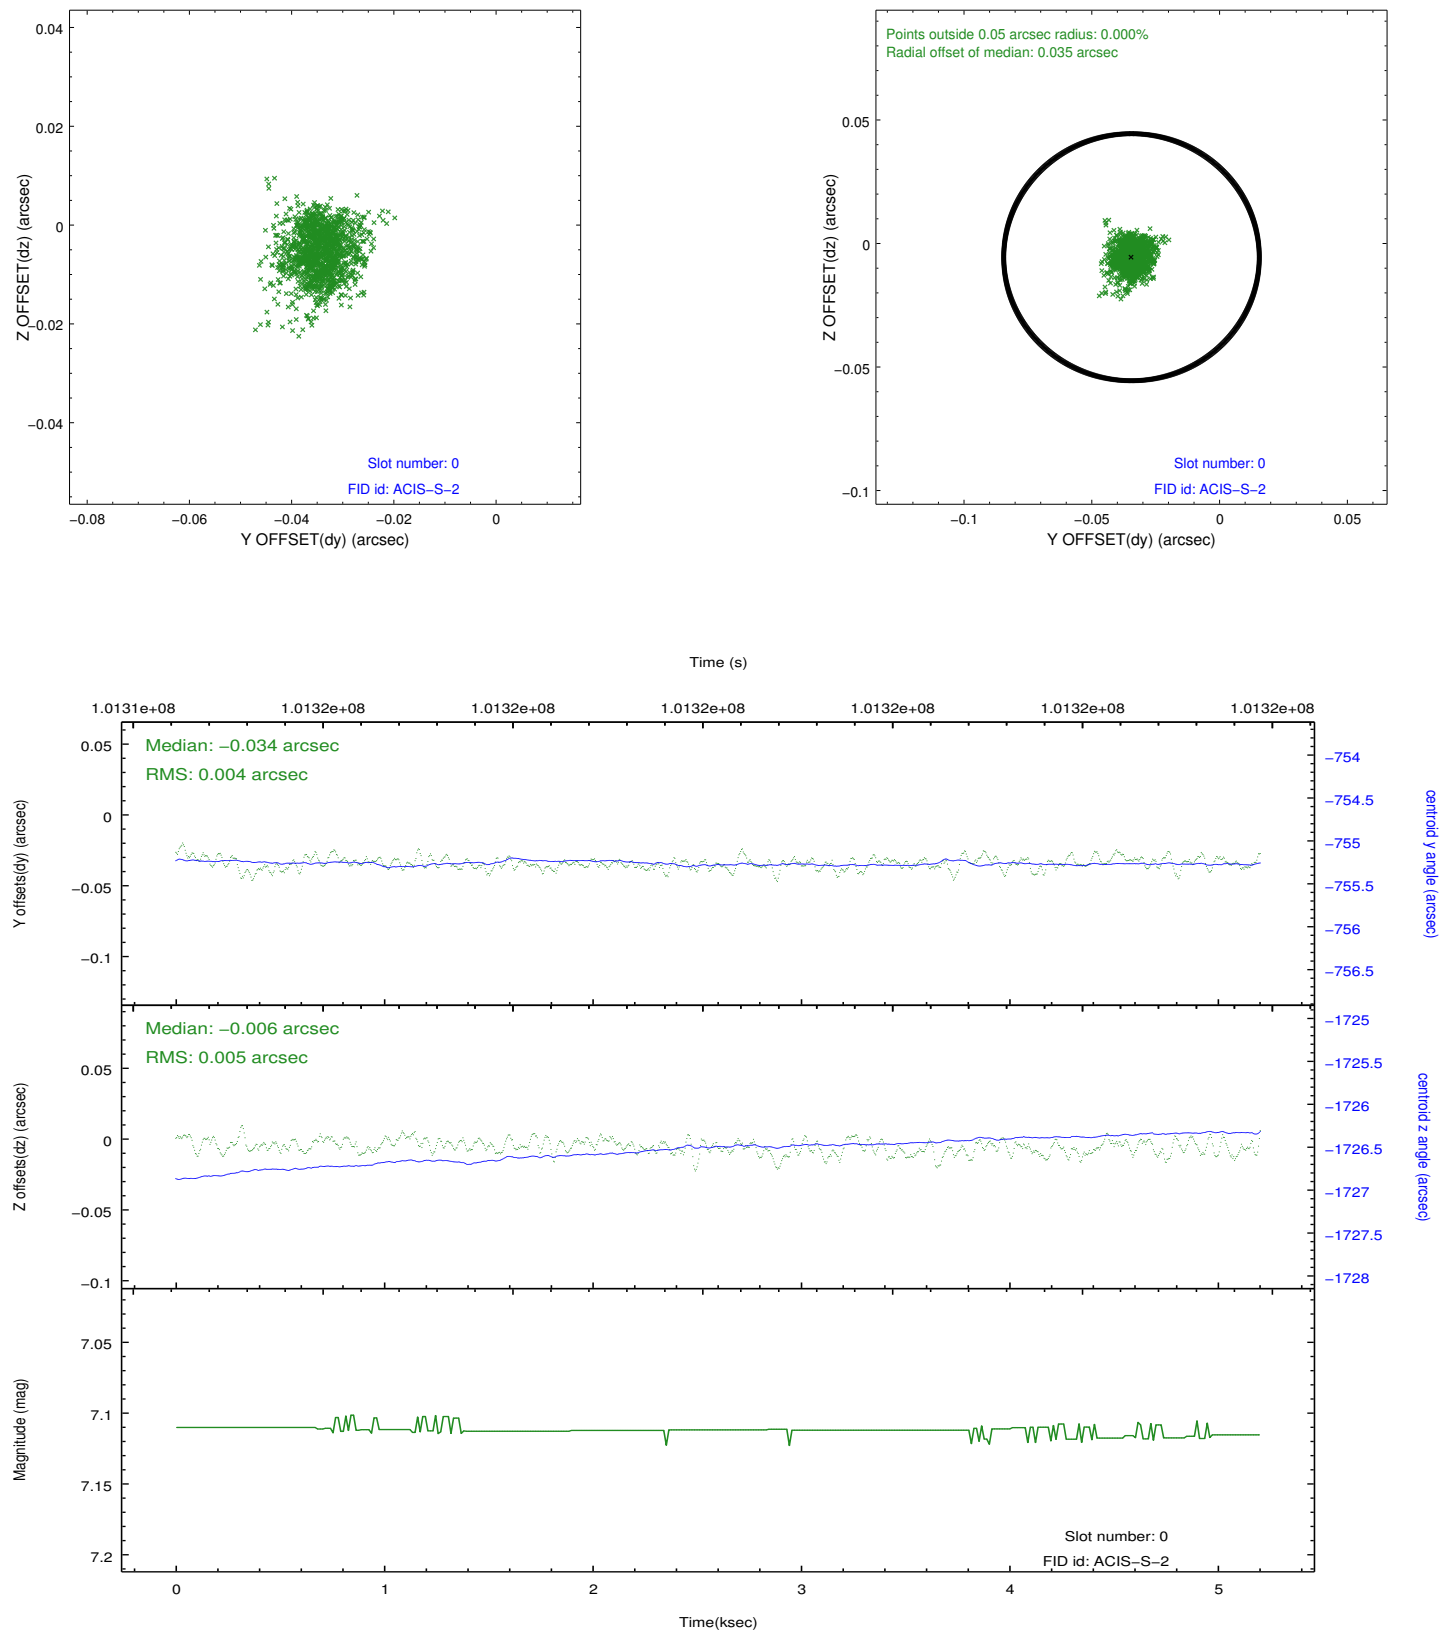 0.04
0.02
0
−0.02
−0.04
Z OFFSET(dz) (arcsec)
Slot number: 0
FID id: ACIS−S−2
−0.08
−0.06
−0.04
−0.02
0
Y OFFSET(dy) (arcsec)
Points outside 0.05 arcsec radius: 0.000%
Radial offset of median: 0.035 arcsec
0.05
0
−0.05
−0.1
Z OFFSET(dz) (arcsec)
Slot number: 0
FID id: ACIS−S−2
−0.1
−0.05
0
0.05
Y OFFSET(dy) (arcsec)
Time (s)
1.0131e+08
1.0132e+08
1.0132e+08
1.0132e+08
1.0132e+08
1.0132e+08
1.0132e+08
Median: −0.034 arcsec
RMS: 0.004 arcsec
0.05
0
−0.05
−0.1
Y offsets(dy) (arcsec)
−754
−754.5
−755
−755.5
−756
−756.5
centroid y angle (arcsec)
Median: −0.006 arcsec
RMS: 0.005 arcsec
0.05
0
−0.05
−0.1
Z offsets(dz) (arcsec)
−1725
−1725.5
−1726
−1726.5
−1727
−1727.5
−1728
centroid z angle (arcsec)
7.05
7.1
7.15
7.2
Magnitude (mag)
Slot number: 0
FID id: ACIS−S−2
0
1
2
3
4
5
Time(ksec)